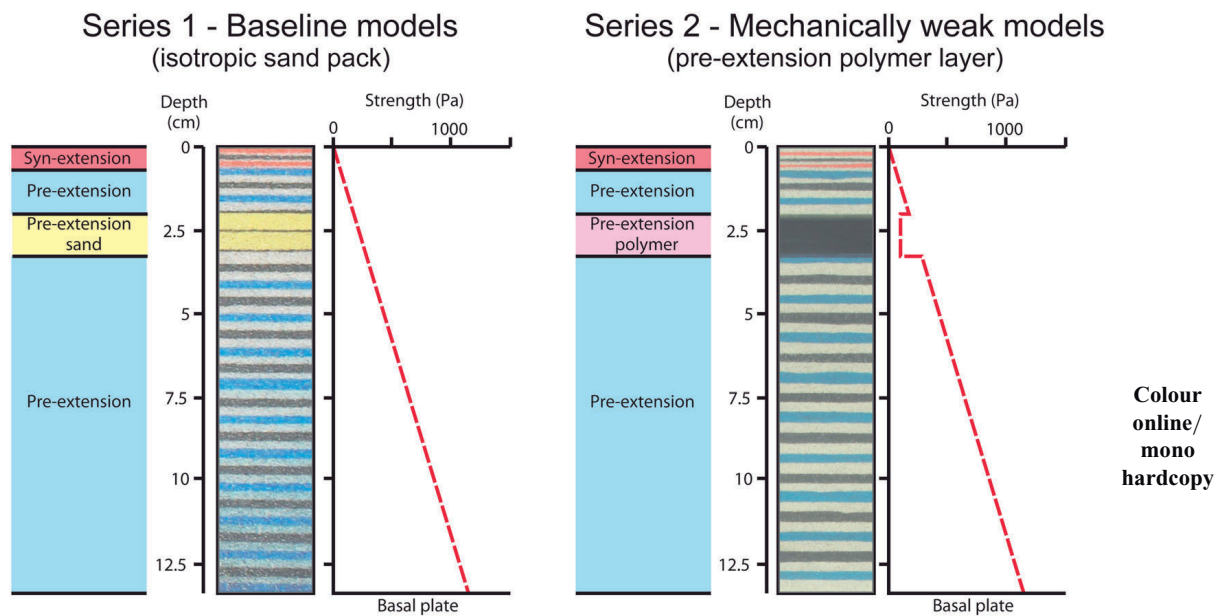 Series 1 - Baseline models
(isotropic sand pack)
Depth
(cm)
Strength (Pa)
0
1000
0
2.5
5
7.5
10
12.5
Syn-extension
Pre-extension
Pre-extension
sand
Pre-extension
Basal plate
Series 2 - Mechanically weak models
(pre-extension polymer layer)
Depth
(cm)
Strength (Pa)
0
1000
0
2.5
5
7.5
10
12.5
Syn-extension
Pre-extension
Pre-extension
polymer
Pre-extension
Basal plate
Colour
online/
mono
hardcopy